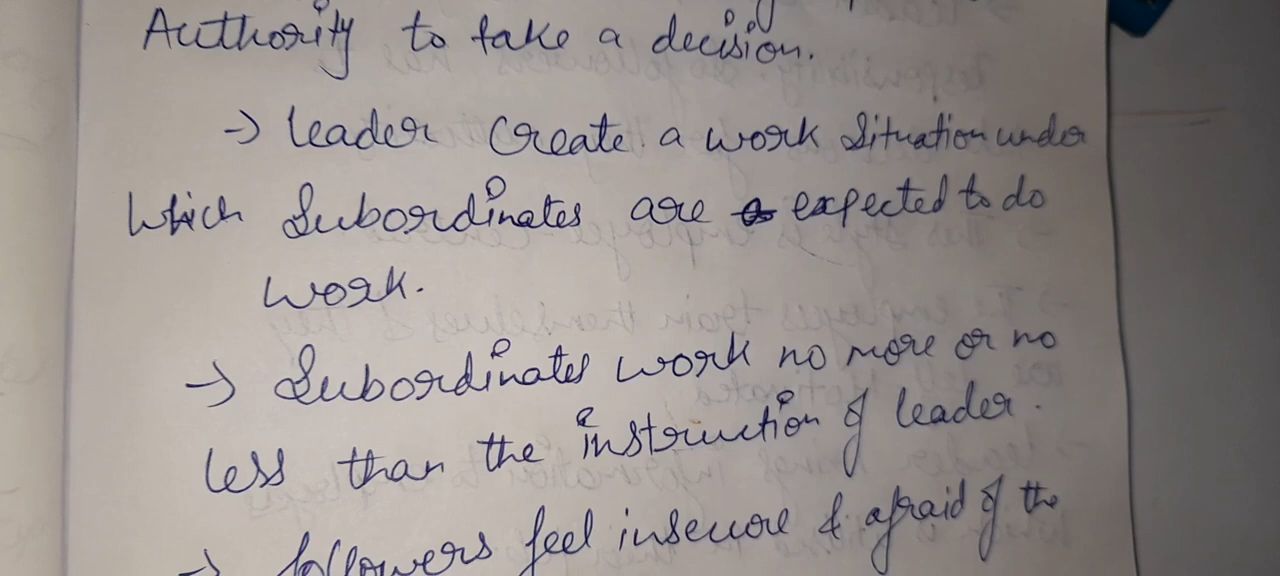 Authority to take a decision.
→ leader create a work situation under
which subordinates are expected to do
work.
→ Subordinates work no more or no
less than the instruction of leader.
→ followers feel insecure & afraid of the